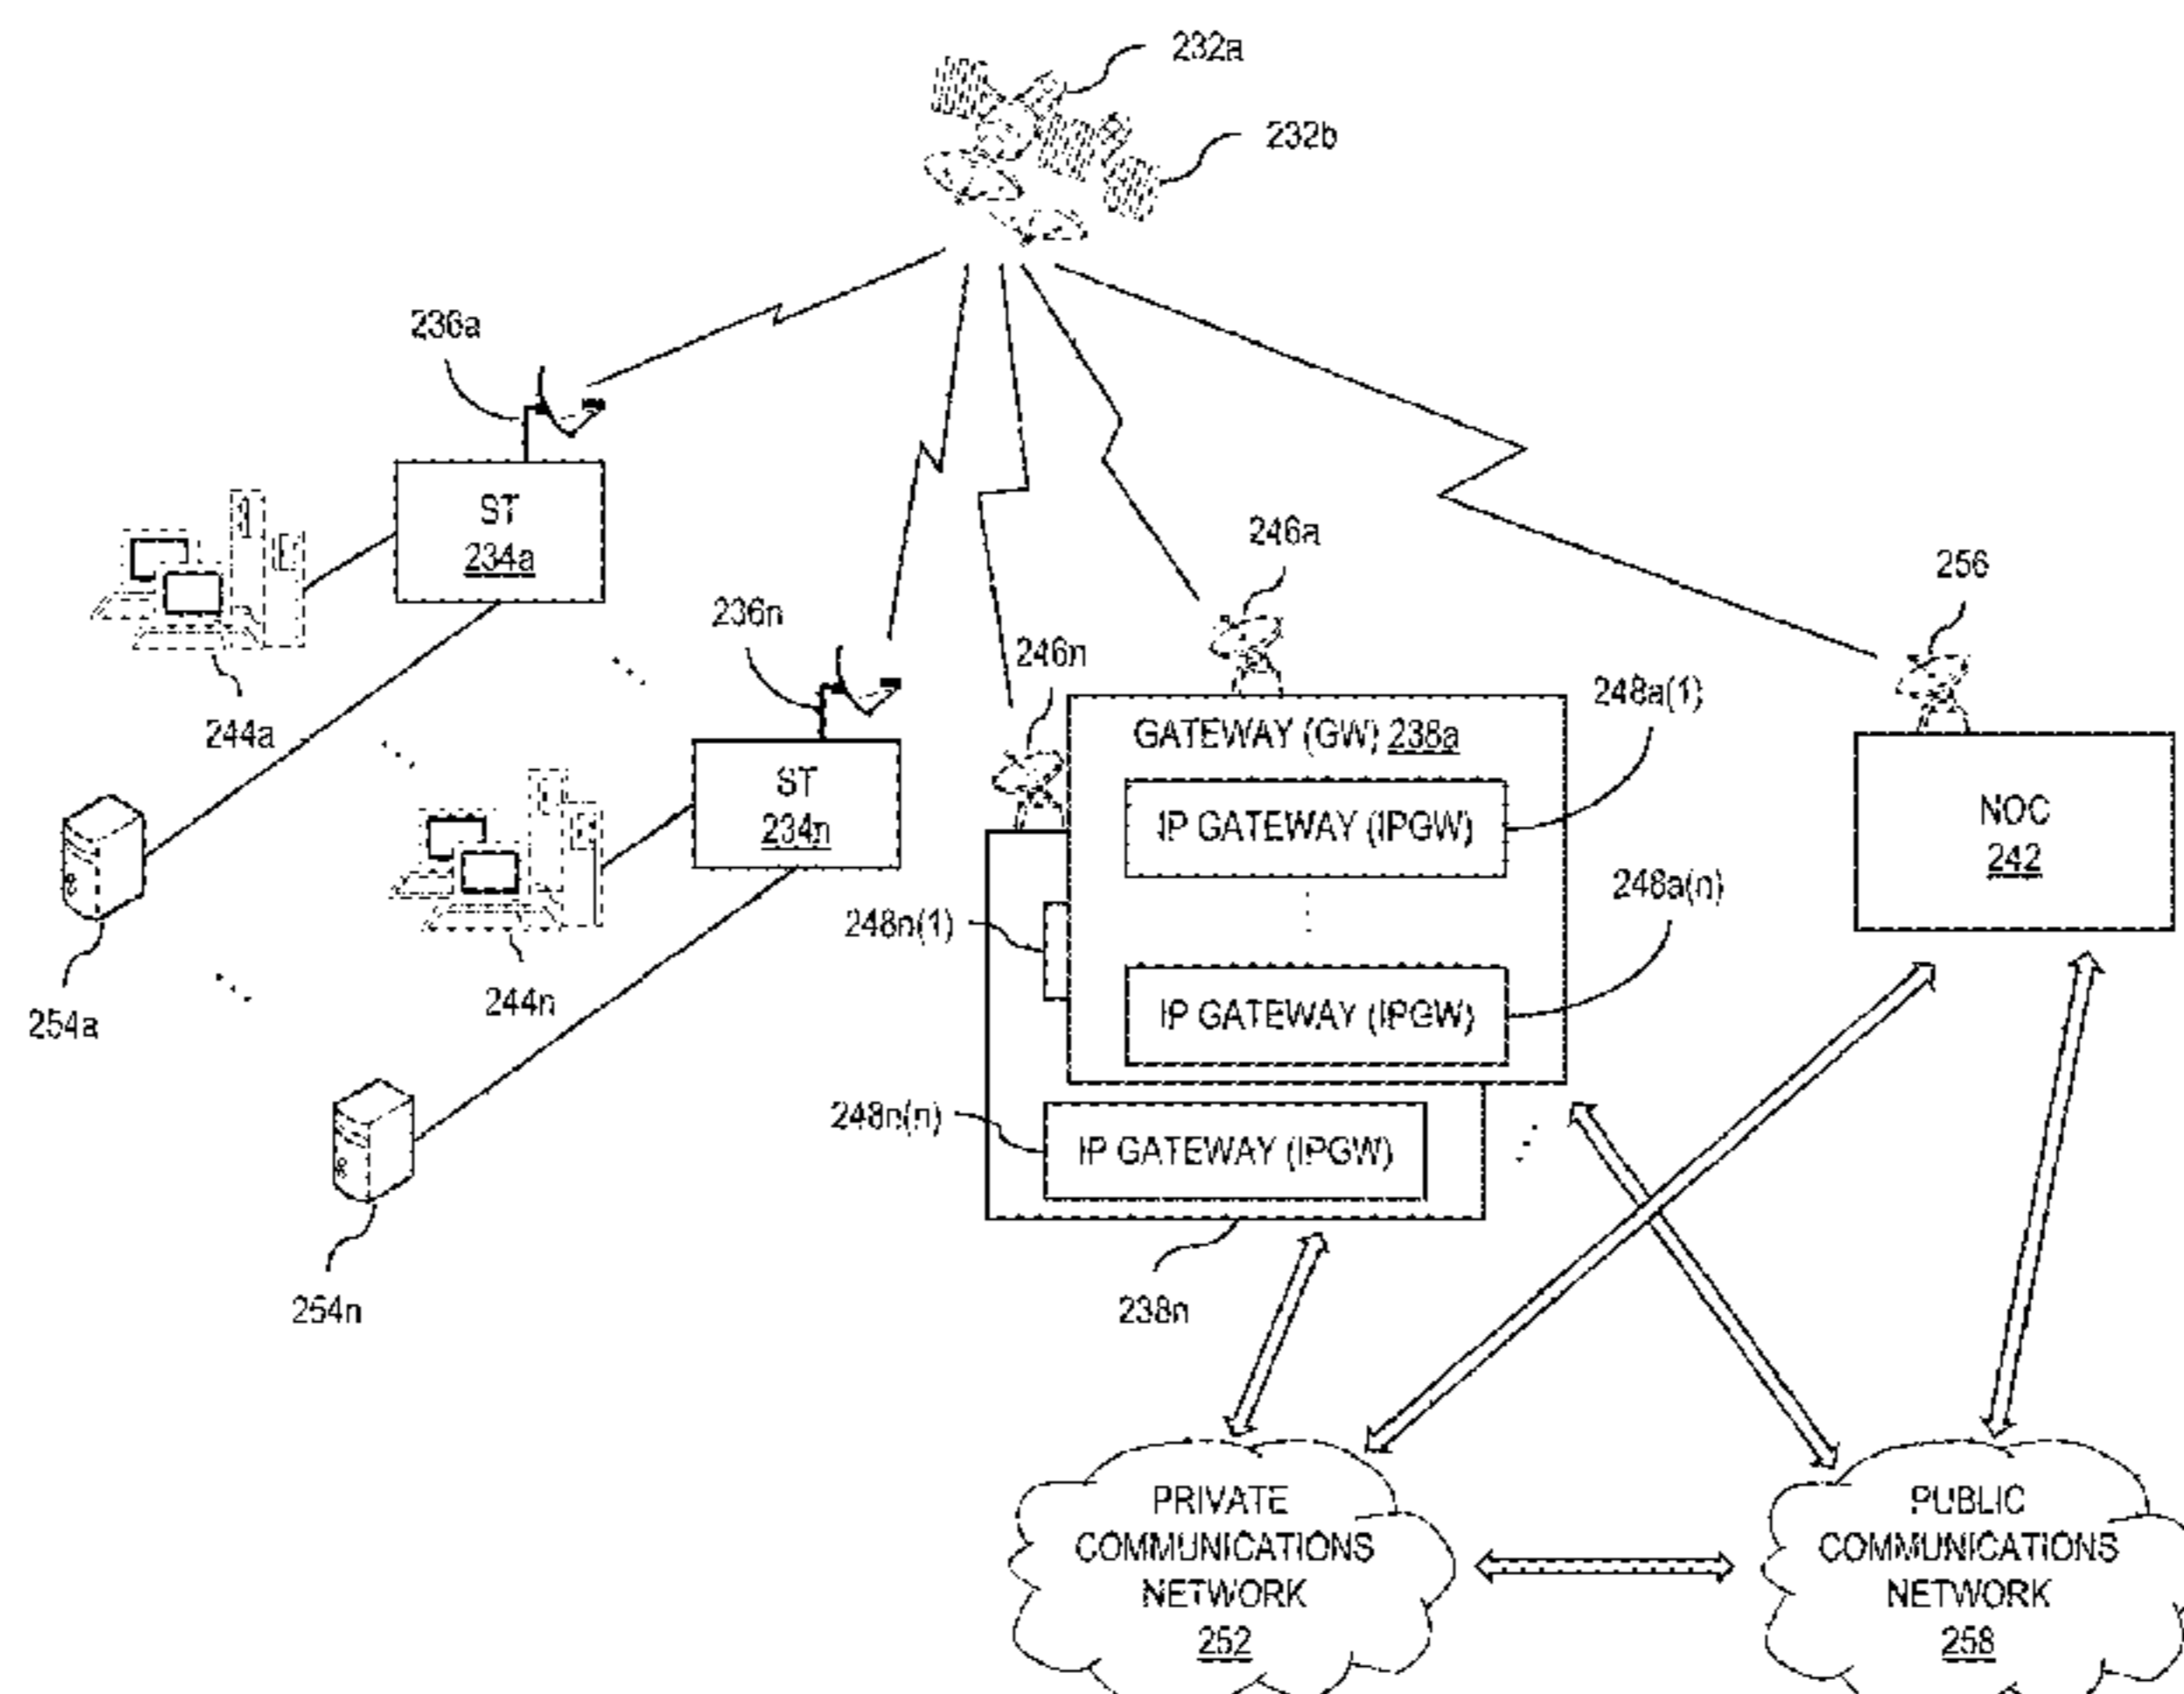 232a
232b
236a
ST
234a
244a
254a
236n
ST
234n
244n
254n
246n
246a
256
GATEWAY (GW) 238a
248a(1)
IP GATEWAY (IPGW)
248a(n)
IP GATEWAY (IPGW)
248n(1)
248n(n)
IP GATEWAY (IPGW)
238n
NOC
242
PRIVATE
COMMUNICATIONS
NETWORK
252
PUBLIC
COMMUNICATIONS
NETWORK
258